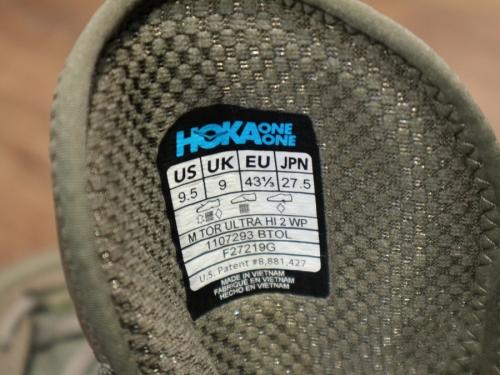 HOKA ONE ONE
US UK EU JPN
9.5 9 43⅓ 27.5
M TOR ULTRA HI 2 WP
1107293 BTOL
F27219G
U.S. Patent #8,881,427
MADE IN VIETNAM
FABRIQUÉ EN VIETNAM
HECHO EN VIETNAM